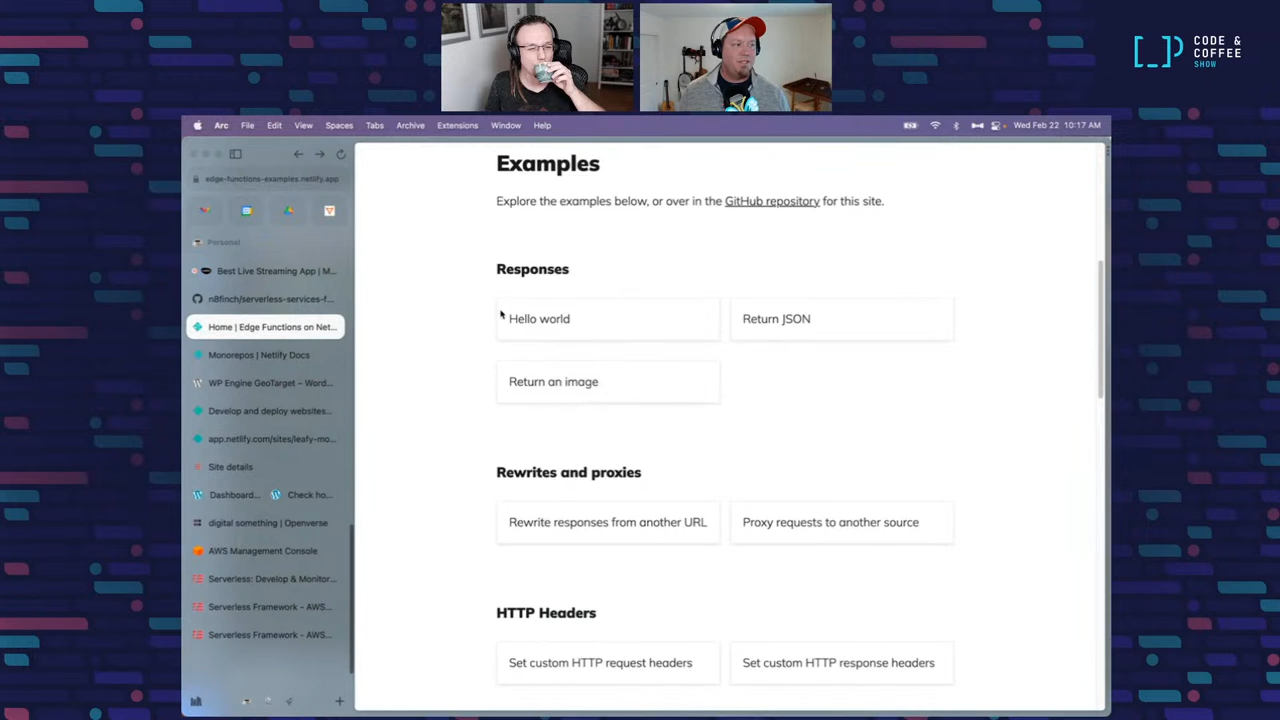 CODE &
COFFEE
SHOW
Arc File Edit View Spaces Tabs Archive Extensions Window Help
Wed Feb 22 10:17 AM
edge-functions-examples.netlify.app
Personal
Best Live Streaming App | M...
n8finch/serverless-services-f...
Home | Edge Functions on Net...
Monorepos | Netlify Docs
WP Engine GeoTarget – Word...
Develop and deploy websites...
app.netlify.com/sites/leafy-mo...
Site details
Dashboard... Check ho...
digital something | Openverse
AWS Management Console
Serverless: Develop & Monitor...
Serverless Framework - AWS...
Serverless Framework - AWS...
Examples
Explore the examples below, or over in the GitHub repository for this site.
Responses
Hello world
Return JSON
Return an image
Rewrites and proxies
Rewrite responses from another URL
Proxy requests to another source
HTTP Headers
Set custom HTTP request headers
Set custom HTTP response headers